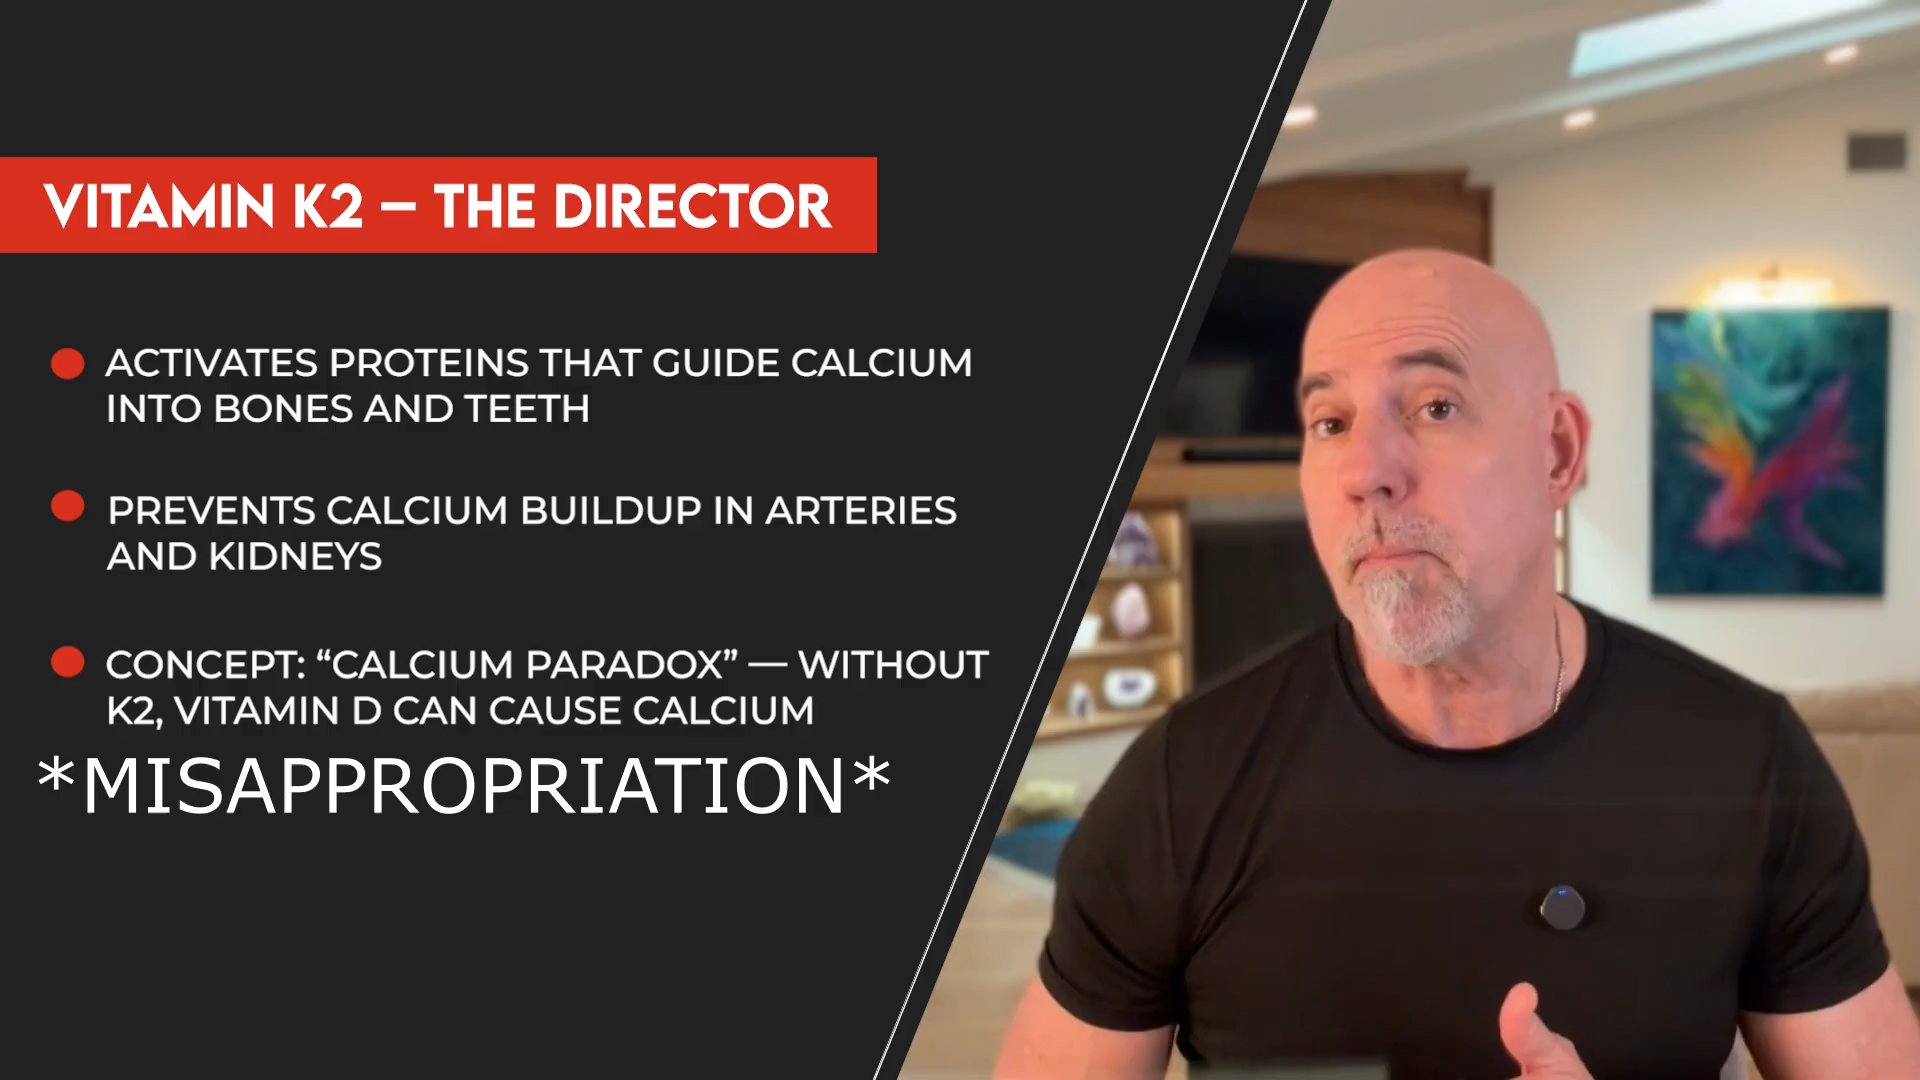 VITAMIN K2 – THE DIRECTOR
ACTIVATES PROTEINS THAT GUIDE CALCIUM
INTO BONES AND TEETH
PREVENTS CALCIUM BUILDUP IN ARTERIES
AND KIDNEYS
CONCEPT: “CALCIUM PARADOX” — WITHOUT
K2, VITAMIN D CAN CAUSE CALCIUM
*MISAPPROPRIATION*